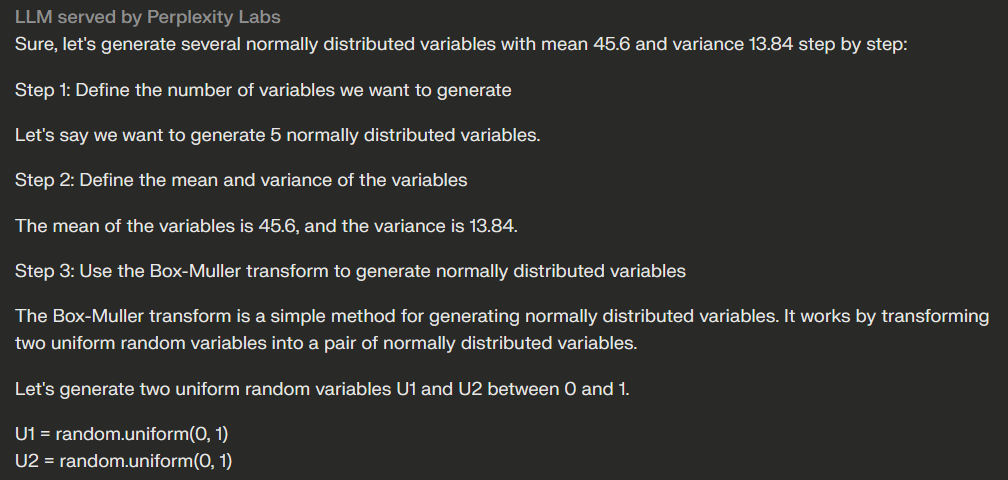 LLM served by Perplexity Labs
Sure, let's generate several normally distributed variables with mean 45.6 and variance 13.84 step by step:
Step 1: Define the number of variables we want to generate
Let's say we want to generate 5 normally distributed variables.
Step 2: Define the mean and variance of the variables
The mean of the variables is 45.6, and the variance is 13.84.
Step 3: Use the Box-Muller transform to generate normally distributed variables
The Box-Muller transform is a simple method for generating normally distributed variables. It works by transforming
two uniform random variables into a pair of normally distributed variables.
Let's generate two uniform random variables U1 and U2 between 0 and 1.
U1 = random.uniform(0, 1)
U2 = random.uniform(0, 1)